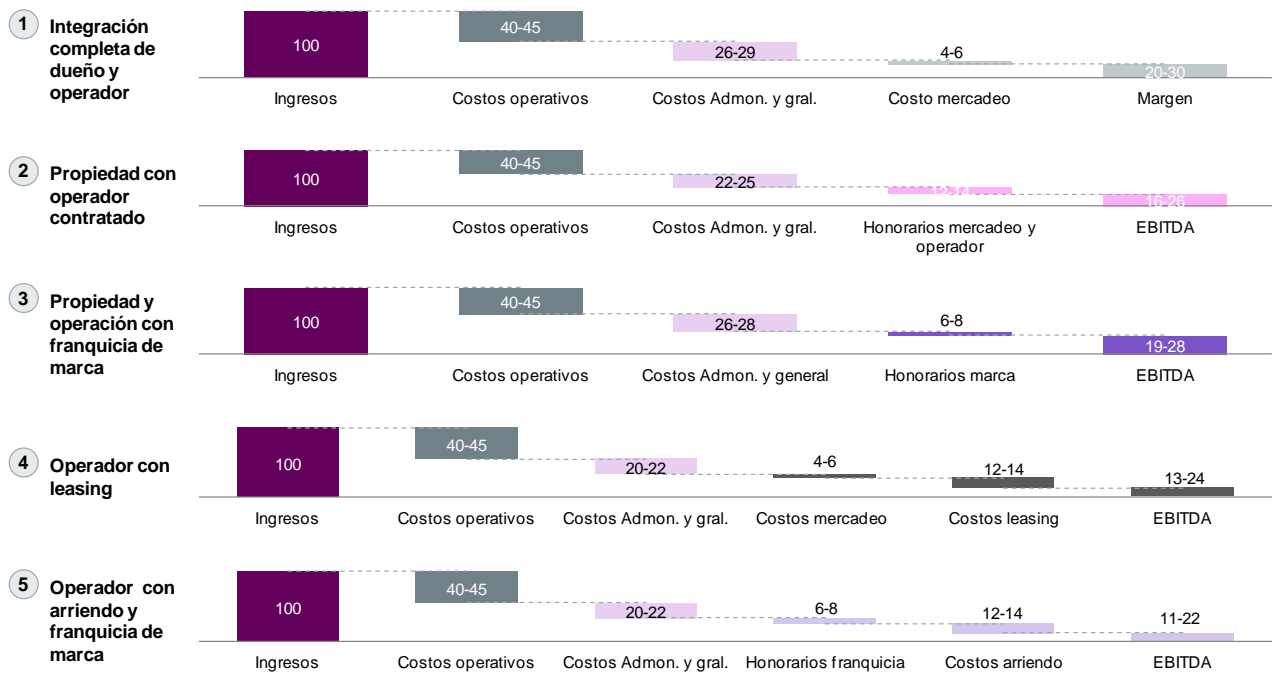 1
Integración
completa de
dueño y
operador
100
40-45
26-29
4-6
20-30
Ingresos
Costos operativos
Costos Admon. y gral.
Costo mercadeo
Margen
2
Propiedad con
operador
contratado
100
40-45
22-25
12-14
16-26
Ingresos
Costos operativos
Costos Admon. y gral.
Honorarios mercadeo y
operador
EBITDA
3
Propiedad y
operación con
franquicia de
marca
100
40-45
26-28
6-8
19-28
Ingresos
Costos operativos
Costos Admon. y general
Honorarios marca
EBITDA
4
Operador con
leasing
100
40-45
20-22
4-6
12-14
13-24
Ingresos
Costos operativos
Costos Admon. y gral.
Costos mercadeo
Costos leasing
EBITDA
5
Operador con
arriendo y
franquicia de
marca
100
40-45
20-22
6-8
12-14
11-22
Ingresos
Costos operativos
Costos Admon. y gral.
Honorarios franquicia
Costos arriendo
EBITDA